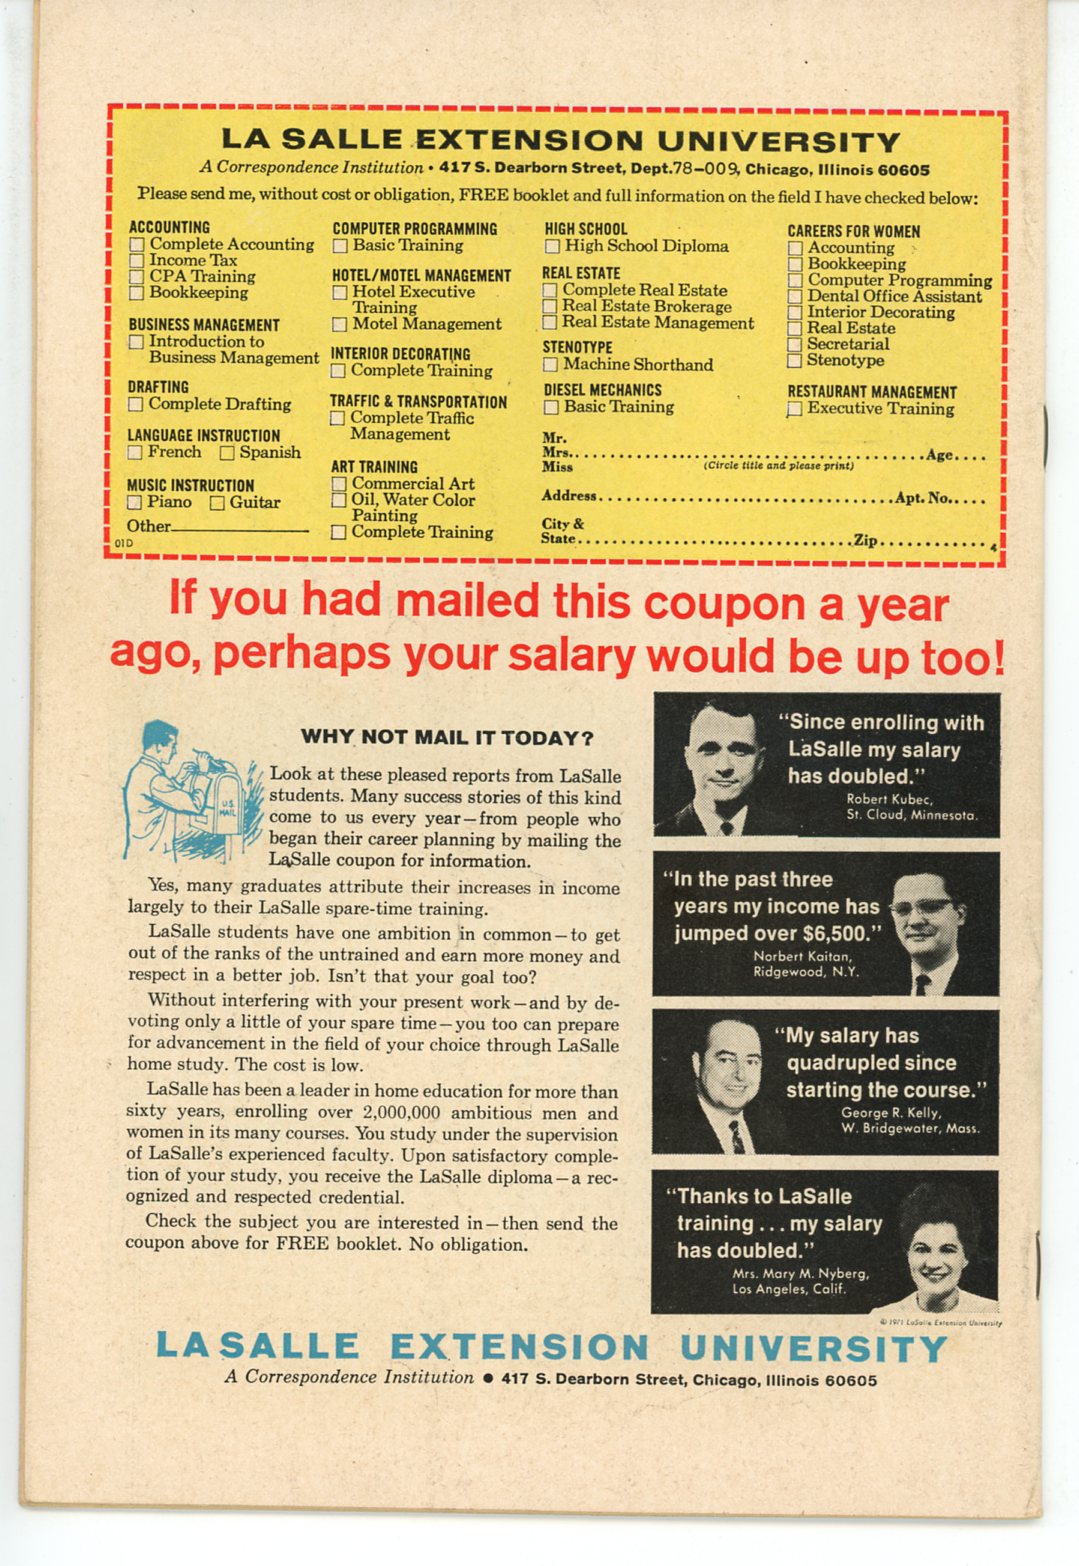 LA SALLE EXTENSION UNIVERSITY
A Correspondence Institution • 417 S. Dearborn Street, Dept.78-009, Chicago, Illinois 60605
Please send me, without cost or obligation, FREE booklet and full information on the field I have checked below:
ACCOUNTING
Complete Accounting
Income Tax
CPA Training
Bookkeeping
BUSINESS MANAGEMENT
Introduction to
Business Management
DRAFTING
Complete Drafting
LANGUAGE INSTRUCTION
French Spanish
MUSIC INSTRUCTION
Piano Guitar
Other
01D
COMPUTER PROGRAMMING
Basic Training
HOTEL/MOTEL MANAGEMENT
Hotel Executive
Training
Motel Management
INTERIOR DECORATING
Complete Training
TRAFFIC & TRANSPORTATION
Complete Traffic
Management
ART TRAINING
Commercial Art
Oil, Water Color
Painting
Complete Training
HIGH SCHOOL
High School Diploma
REAL ESTATE
Complete Real Estate
Real Estate Brokerage
Real Estate Management
STENOTYPE
Machine Shorthand
DIESEL MECHANICS
Basic Training
CAREERS FOR WOMEN
Accounting
Bookkeeping
Computer Programming
Dental Office Assistant
Interior Decorating
Real Estate
Secretarial
Stenotype
RESTAURANT MANAGEMENT
Executive Training
Mr.
Mrs. Age
Miss (Circle title and please print)
Address Apt. No.
City &
State Zip
4
If you had mailed this coupon a year
ago, perhaps your salary would be up too!
WHY NOT MAIL IT TODAY?
U.S.
MAIL
Look at these pleased reports from LaSalle
students. Many success stories of this kind
come to us every year—from people who
began their career planning by mailing the
LaSalle coupon for information.
Yes, many graduates attribute their increases in income
largely to their LaSalle spare-time training.
LaSalle students have one ambition in common—to get
out of the ranks of the untrained and earn more money and
respect in a better job. Isn't that your goal too?
Without interfering with your present work—and by de-
voting only a little of your spare time—you too can prepare
for advancement in the field of your choice through LaSalle
home study. The cost is low.
LaSalle has been a leader in home education for more than
sixty years, enrolling over 2,000,000 ambitious men and
women in its many courses. You study under the supervision
of LaSalle's experienced faculty. Upon satisfactory comple-
tion of your study, you receive the LaSalle diploma—a rec-
ognized and respected credential.
Check the subject you are interested in—then send the
coupon above for FREE booklet. No obligation.
"Since enrolling with
LaSalle my salary
has doubled."
Robert Kubec,
St. Cloud, Minnesota.
"In the past three
years my income has
jumped over $6,500."
Norbert Kaitan,
Ridgewood, N.Y.
"My salary has
quadrupled since
starting the course."
George R. Kelly,
W. Bridgewater, Mass.
"Thanks to LaSalle
training . . . my salary
has doubled."
Mrs. Mary M. Nyberg,
Los Angeles, Calif.
© 1971 LaSalle Extension University
LASALLE EXTENSION UNIVERSITY
A Correspondence Institution • 417 S. Dearborn Street, Chicago, Illinois 60605